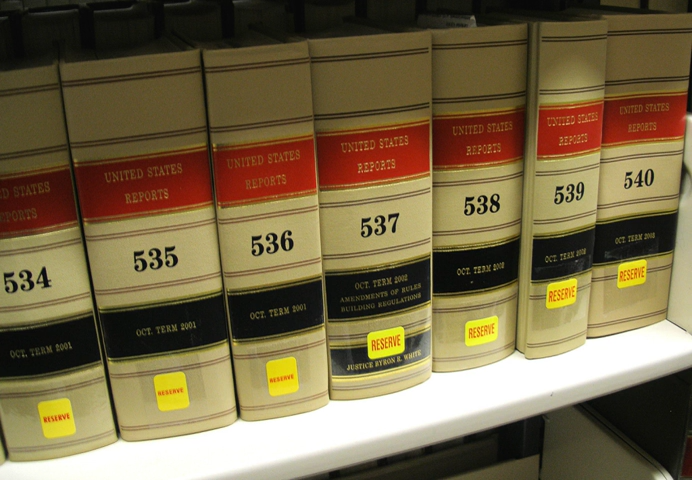 D STATES
REPORTS
534
OCT. TERM 2001
RESERVE
UNITED STATES
REPORTS
535
OCT. TERM 2001
RESERVE
UNITED STATES
REPORTS
536
OCT. TERM 2001
RESERVE
UNITED STATES
REPORTS
537
OCT. TERM 2002
AMENDMENTS OF RULES
BUILDING REGULATIONS
RESERVE
JUSTICE BYRON R. WHITE
UNITED STATES
REPORTS
538
OCT. TERM 2002
RESERVE
UNITED STATES
REPORTS
539
OCT. TERM 2002
RESERVE
UNITED STATES
REPORTS
540
OCT. TERM 2003
RESERVE